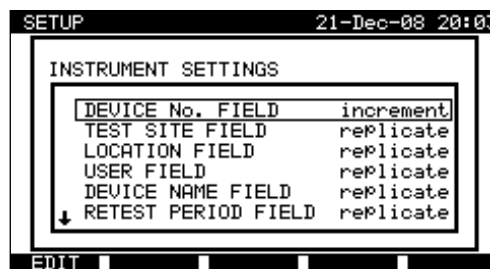 SETUP 21-Dec-08 20:03
INSTRUMENT SETTINGS
DEVICE No. FIELD increment
TEST SITE FIELD replicate
LOCATION FIELD replicate
USER FIELD replicate
DEVICE NAME FIELD replicate
RETEST PERIOD FIELD replicate
EDIT